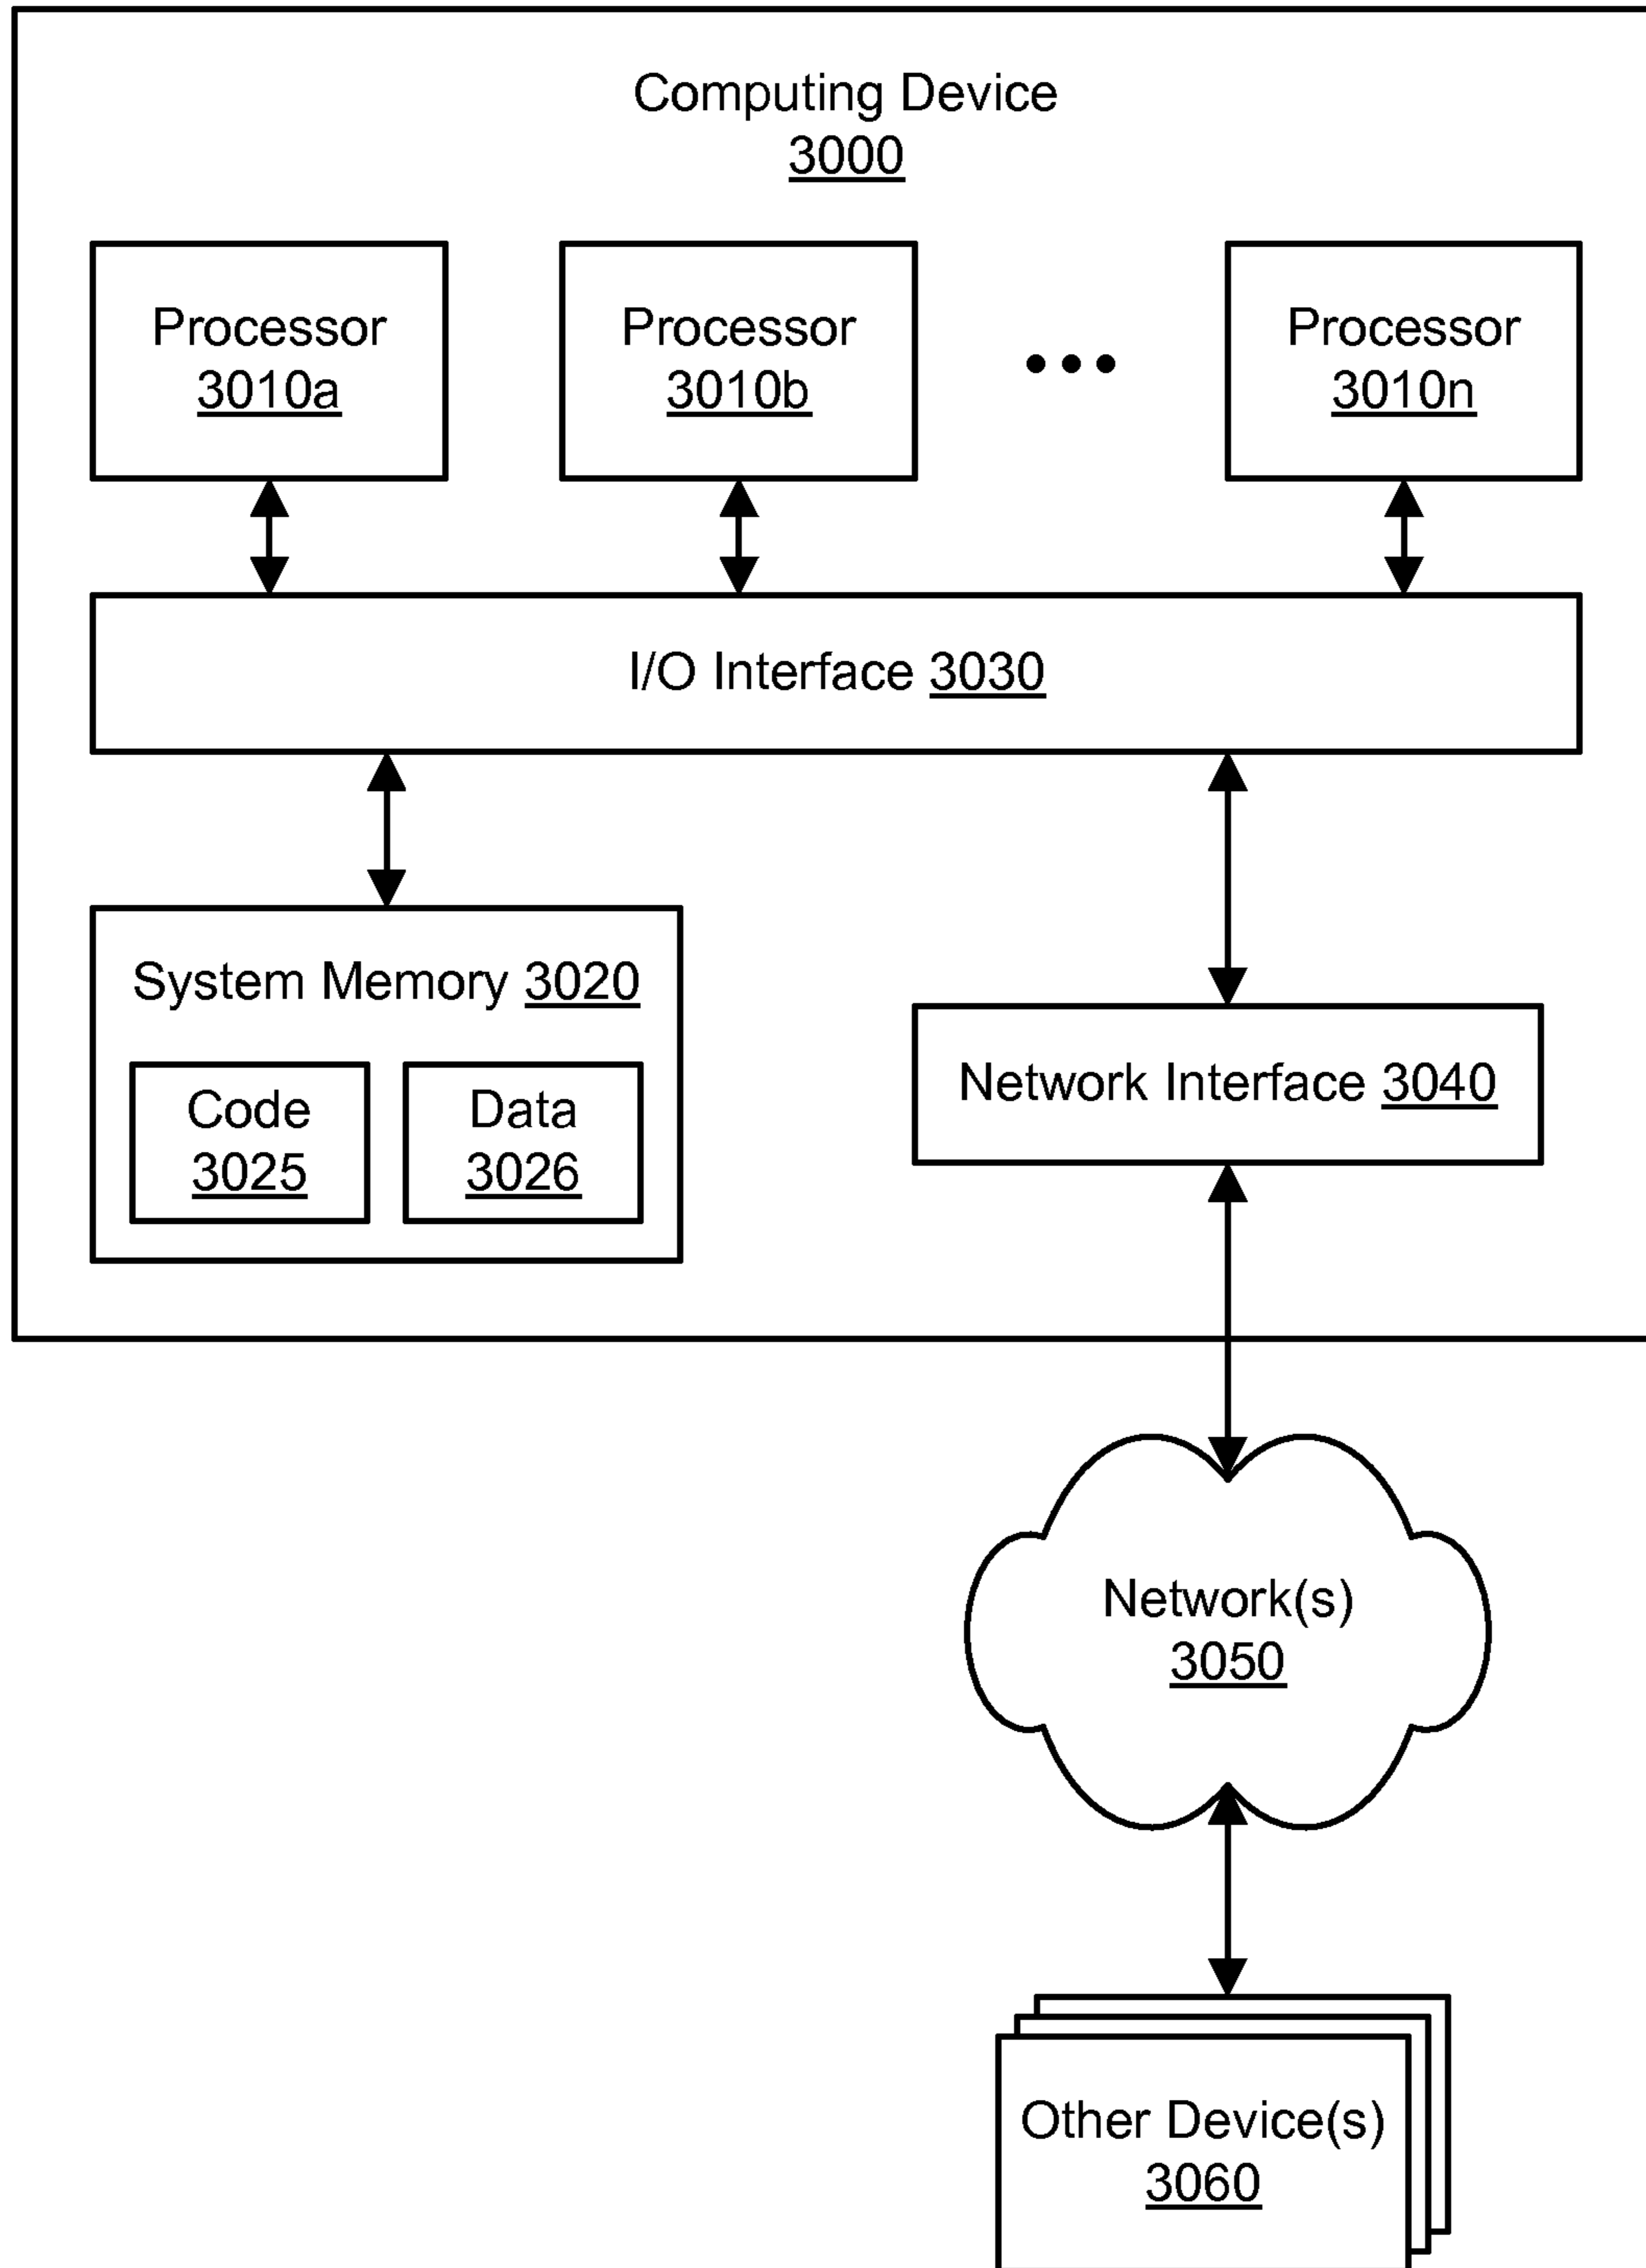 Computing Device
3000
Processor
3010a
Processor
3010b
Processor
3010n
I/O Interface 3030
System Memory 3020
Code
3025
Data
3026
Network Interface 3040
Network(s)
3050
Other Device(s)
3060